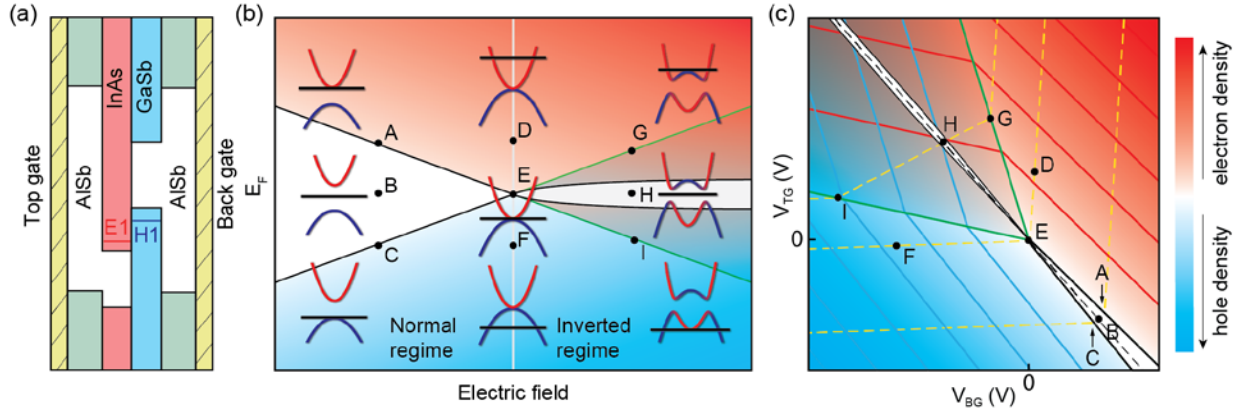 (a)
Top gate
AlSb
InAs
GaSb
AlSb
Back gate
E1
H1
(b)
E_F
A
B
C
D
E
F
G
H
I
Normal
regime
Inverted
regime
Electric field
(c)
V_TG (V)
0
H
G
D
I
E
F
A
B
C
0
V_BG (V)
electron density
hole density